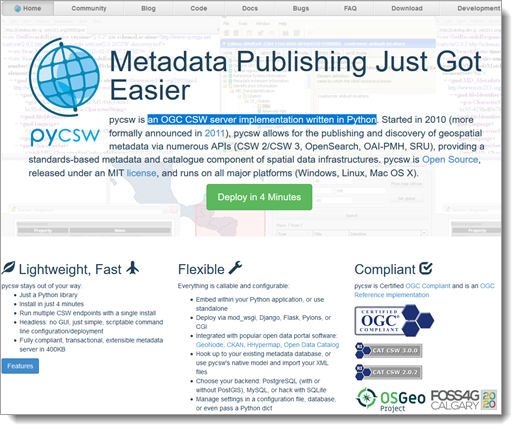 Home Community Blog Code Docs Bugs FAQ Download Development
Metadata Publishing Just Got
Easier
pycsw
pycsw is an OGC CSW server implementation written in Python. Started in 2010 (more
formally announced in 2011), pycsw allows for the publishing and discovery of geospatial
metadata via numerous APIs (CSW 2/CSW 3, OpenSearch, OAI-PMH, SRU), providing a
standards-based metadata and catalogue component of spatial data infrastructures. pycsw is Open Source,
released under an MIT license, and runs on all major platforms (Windows, Linux, Mac OS X).
Deploy in 4 Minutes
Lightweight, Fast
pycsw stays out of your way
Just a Python library
Install in just 4 minutes
Run multiple CSW endpoints with a single install
Headless: no GUI, just simple, scriptable command
line configuration/deployment
Fully compliant, transactional, extensible metadata
server in 400KB
Features
Flexible
Everything is callable and configurable:
Embed within your Python application, or use
standalone
Deploy via mod_wsgi, Django, Flask, Pylons, or
CGI
Integrated with popular open data portal software:
GeoNode, CKAN, HHypermap, Open Data Catalog
Hook up to your existing metadata database, or
use pycsw's native model and import your XML
files
Choose your backend: PostgreSQL (with or
without PostGIS), MySQL, or hack with SQLite
Manage settings in a configuration file, database,
or even pass a Python dict
Compliant
pycsw is Certified OGC Compliant and is an OGC
Reference Implementation
CERTIFIED
OGC
COMPLIANT
RI CAT CSW 3.0.0
RI CAT CSW 2.0.2
OSGeo
Project
FOSS4G
CALGARY
2020